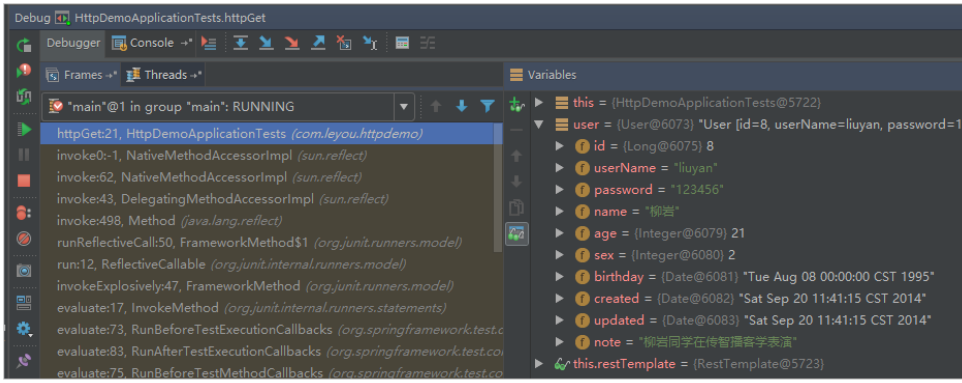 Debug HttpDemoApplicationTests.httpGet
Debugger Console
Frames Threads
"main"@1 in group "main": RUNNING
httpGet:21, HttpDemoApplicationTests (com.leyou.httpdemo)
invoke0:-1, NativeMethodAccessorImpl (sun.reflect)
invoke:62, NativeMethodAccessorImpl (sun.reflect)
invoke:43, DelegatingMethodAccessorImpl (sun.reflect)
invoke:498, Method (java.lang.reflect)
runReflectiveCall:50, FrameworkMethod$1 (org.junit.runners.model)
run:12, ReflectiveCallable (org.junit.internal.runners.model)
invokeExplosively:47, FrameworkMethod (org.junit.runners.model)
evaluate:17, InvokeMethod (org.junit.internal.runners.statements)
evaluate:73, RunBeforeTestExecutionCallbacks (org.springframework.test.c
evaluate:83, RunAfterTestExecutionCallbacks (org.springframework.test.co
evaluate:75, RunBeforeTestMethodCallbacks (org.springframework.test.co
Variables
this = {HttpDemoApplicationTests@5722}
user = {User@6073} "User [id=8, userName=liuyan, password=1
f id = {Long@6075} 8
f userName = "liuyan"
f password = "123456"
f name = "柳岩"
f age = {Integer@6079} 21
f sex = {Integer@6080} 2
f birthday = {Date@6081} "Tue Aug 08 00:00:00 CST 1995"
f created = {Date@6082} "Sat Sep 20 11:41:15 CST 2014"
f updated = {Date@6083} "Sat Sep 20 11:41:15 CST 2014"
f note = "柳岩同学在传智播客学表演"
this.restTemplate = {RestTemplate@5723}